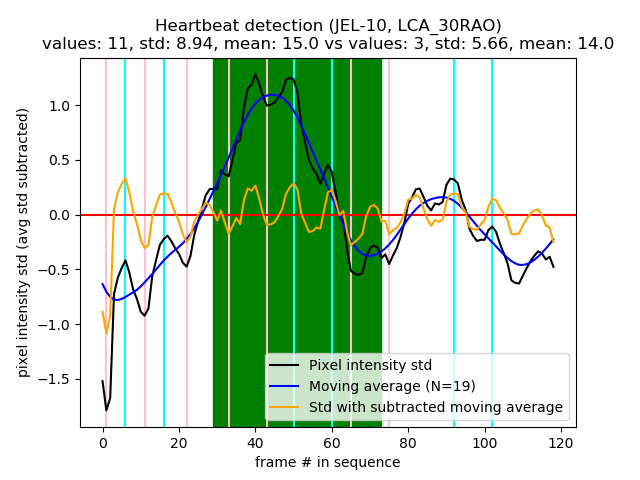 Heartbeat detection (JEL-10, LCA_30RAO)
values: 11, std: 8.94, mean: 15.0 vs values: 3, std: 5.66, mean: 14.0
pixel intensity std (avg std subtracted)
1.0
0.5
0.0
−0.5
−1.0
−1.5
Pixel intensity std
Moving average (N=19)
Std with subtracted moving average
0 20 40 60 80 100 120
frame # in sequence